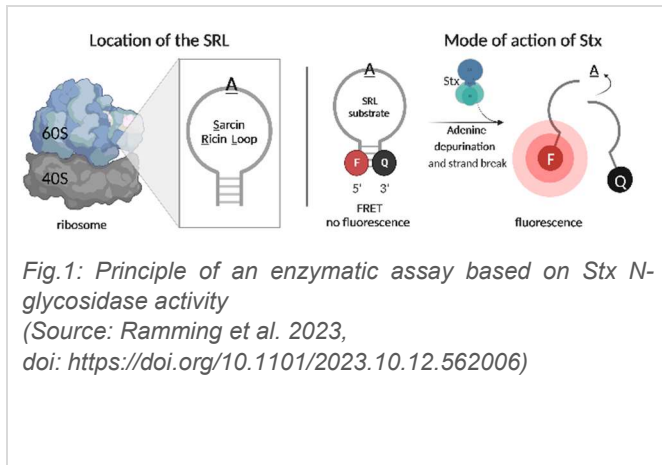 Location of the SRL
Mode of action of Stx
A
Sarcin
Ricin Loop
60S
40S
ribosome
A
SRL
substrate
F
Q
5'
3'
FRET
no fluorescence
Stx
Adenine
depurination
and strand break
A
F
Q
fluorescence
Fig.1: Principle of an enzymatic assay based on Stx N-
glycosidase activity
(Source: Ramming et al. 2023,
doi: https://doi.org/10.1101/2023.10.12.562006)